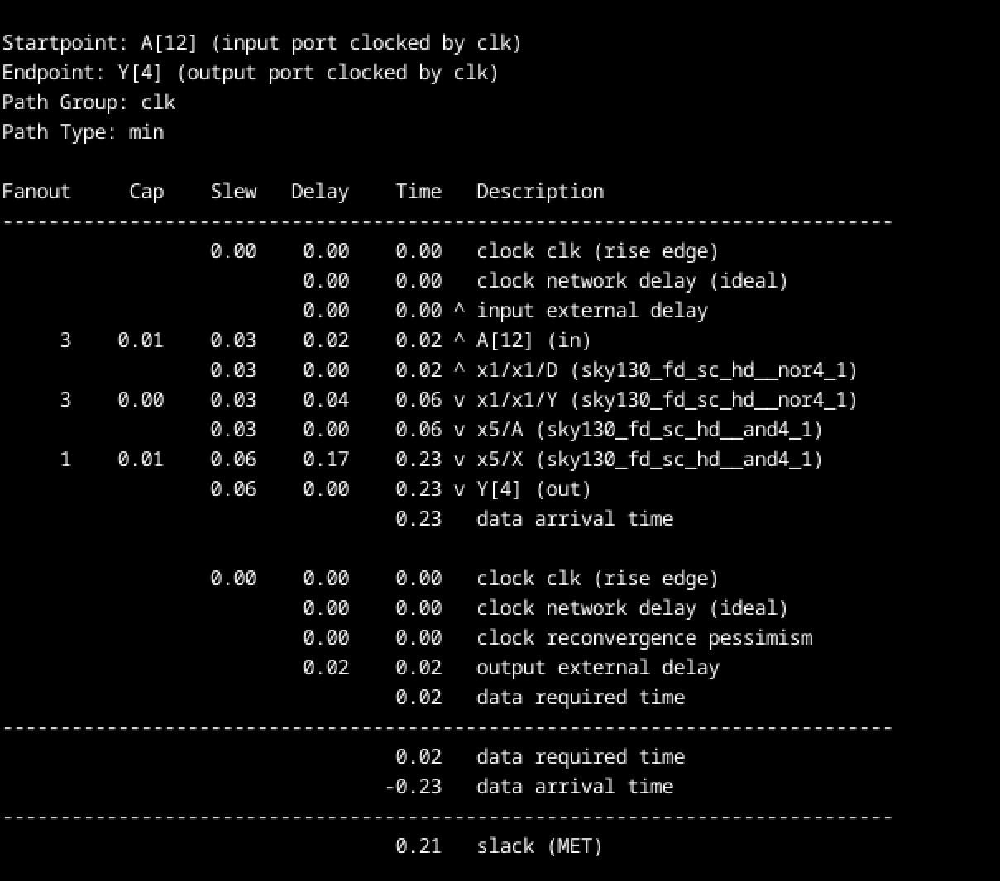 Startpoint: A[12] (input port clocked by clk)
Endpoint: Y[4] (output port clocked by clk)
Path Group: clk
Path Type: min
Fanout     Cap    Slew   Delay    Time   Description
-----------------------------------------------------------------------------
                  0.00    0.00    0.00   clock clk (rise edge)
                          0.00    0.00   clock network delay (ideal)
                          0.00    0.00 ^ input external delay
     3    0.01    0.03    0.02    0.02 ^ A[12] (in)
                  0.03    0.00    0.02 ^ x1/x1/D (sky130_fd_sc_hd__nor4_1)
     3    0.00    0.03    0.04    0.06 v x1/x1/Y (sky130_fd_sc_hd__nor4_1)
                  0.03    0.00    0.06 v x5/A (sky130_fd_sc_hd__and4_1)
     1    0.01    0.06    0.17    0.23 v x5/X (sky130_fd_sc_hd__and4_1)
                  0.06    0.00    0.23 v Y[4] (out)
                                  0.23   data arrival time
                  0.00    0.00    0.00   clock clk (rise edge)
                          0.00    0.00   clock network delay (ideal)
                          0.00    0.00   clock reconvergence pessimism
                          0.02    0.02   output external delay
                                  0.02   data required time
-----------------------------------------------------------------------------
                                  0.02   data required time
                                 -0.23   data arrival time
-----------------------------------------------------------------------------
                                  0.21   slack (MET)